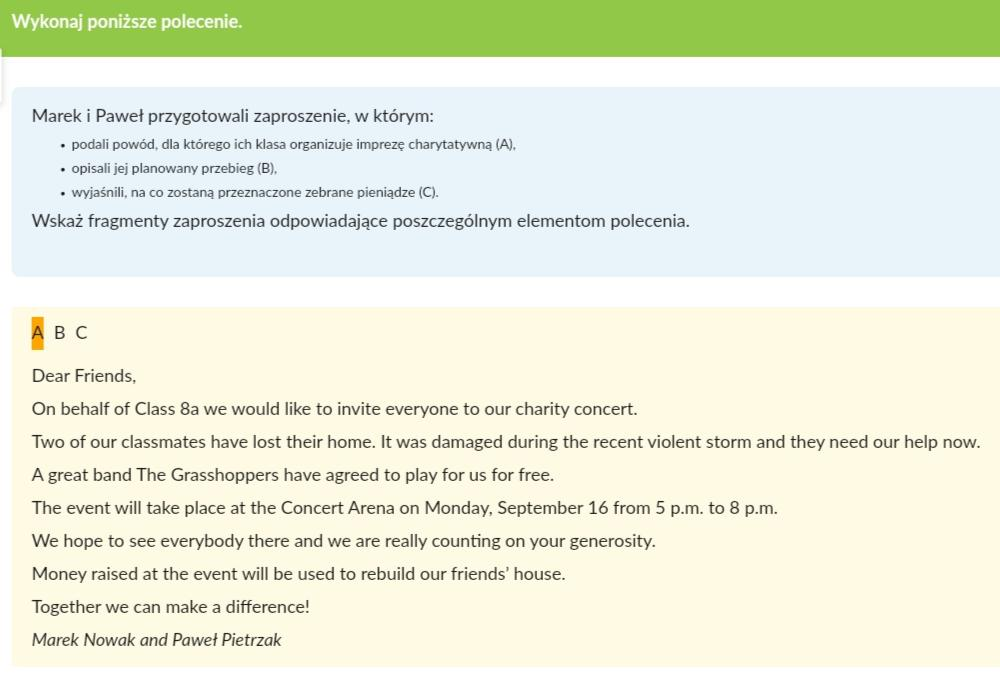 Wykonaj poniższe polecenie.
Marek i Paweł przygotowali zaproszenie, w którym:
• podali powód, dla którego ich klasa organizuje imprezę charytatywną (A),
• opisali jej planowany przebieg (B),
• wyjaśnili, na co zostaną przeznaczone zebrane pieniądze (C).
Wskaż fragmenty zaproszenia odpowiadające poszczególnym elementom polecenia.
A B C
Dear Friends,
On behalf of Class 8a we would like to invite everyone to our charity concert.
Two of our classmates have lost their home. It was damaged during the recent violent storm and they need our help now.
A great band The Grasshoppers have agreed to play for us for free.
The event will take place at the Concert Arena on Monday, September 16 from 5 p.m. to 8 p.m.
We hope to see everybody there and we are really counting on your generosity.
Money raised at the event will be used to rebuild our friends’ house.
Together we can make a difference!
Marek Nowak and Paweł Pietrzak